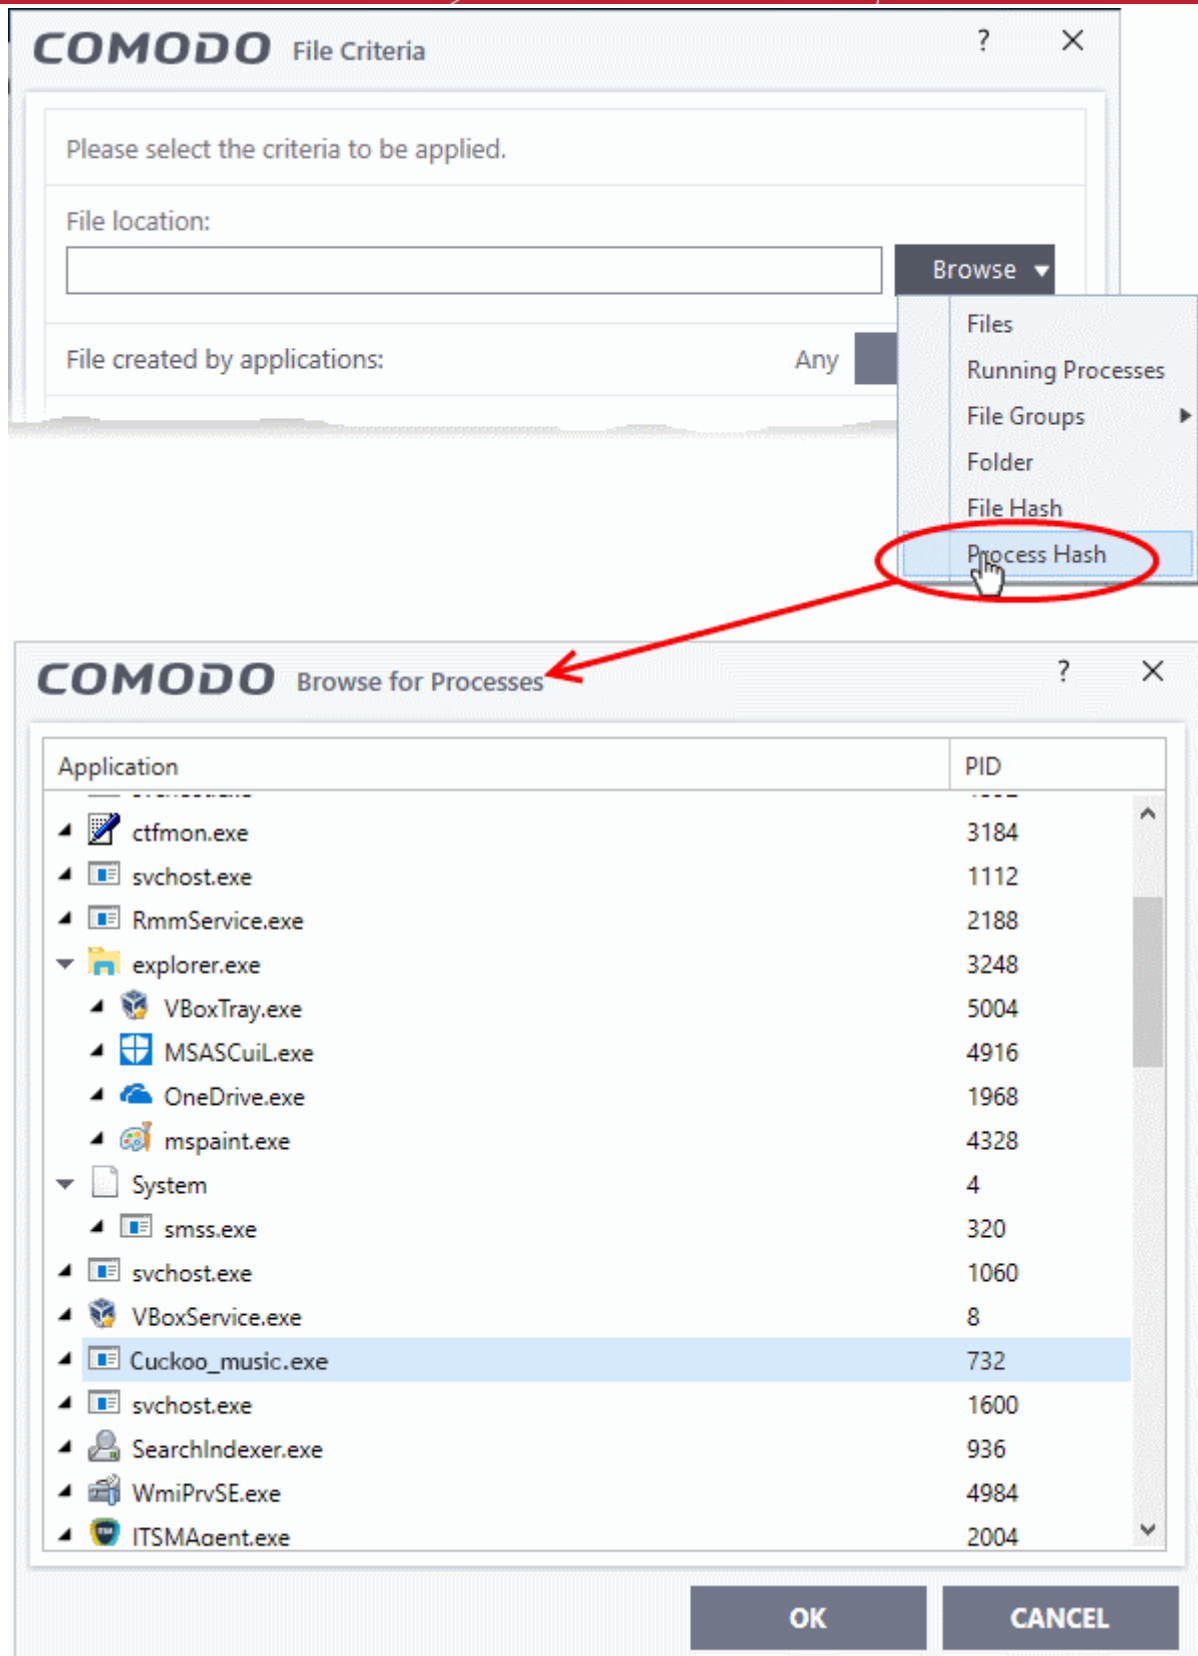 COMODO File Criteria ?
Please select the criteria to be applied.
File location:
Browse
Files
File created by applications: Any
Running Processes
File Groups
Folder
File Hash
Process Hash
COMODO Browse for Processes ?
Application PID
ctfmon.exe 3184
svchost.exe 1112
RmmService.exe 2188
explorer.exe 3248
VBoxTray.exe 5004
MSASCuiL.exe 4916
OneDrive.exe 1968
mspaint.exe 4328
System 4
smss.exe 320
svchost.exe 1060
VBoxService.exe 8
Cuckoo_music.exe 732
svchost.exe 1600
SearchIndexer.exe 936
WmiPrvSE.exe 4984
ITSMAgent.exe 2004
OK CANCEL